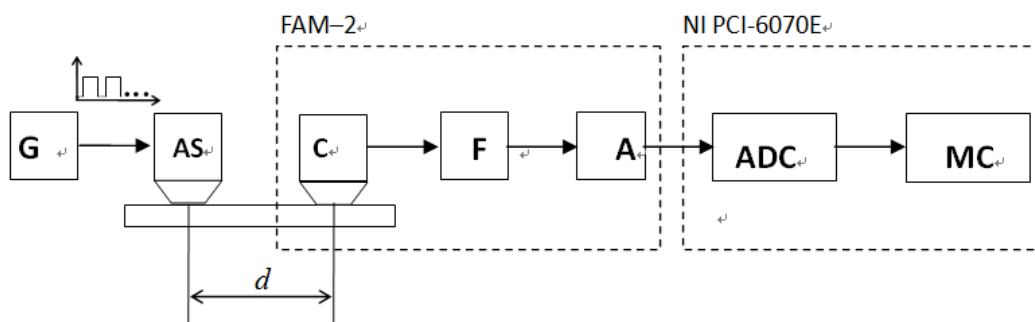 FAM–2
NI PCI-6070E
G
AS
C
F
A
ADC
MC
d